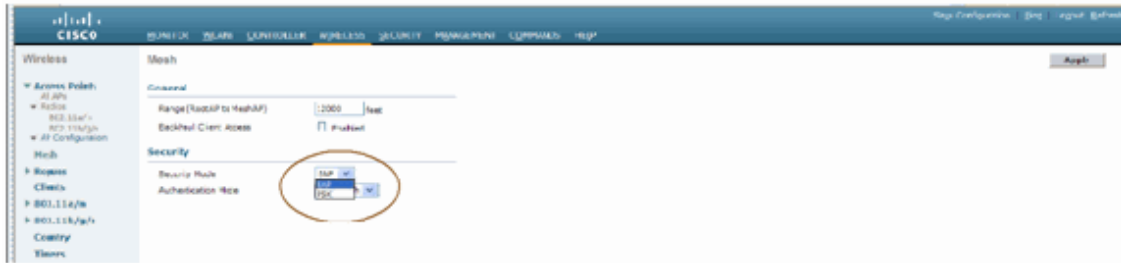 Save Configuration | Ping | Logout Refresh
CISCO
MONITOR WLANs CONTROLLER WIRELESS SECURITY MANAGEMENT COMMANDS HELP
Wireless
Mesh
Apply
Access Points
All APs
Radios
802.11a/n
802.11b/g/n
AP Configuration
Mesh
Clients
802.11a/n
802.11b/g/n
Country
Timers
General
Range (RootAP to MeshAP) 12000 feet
Backhaul Client Access Enabled
Security
Security Mode EAP
EAP
PSK
Authentication Mode